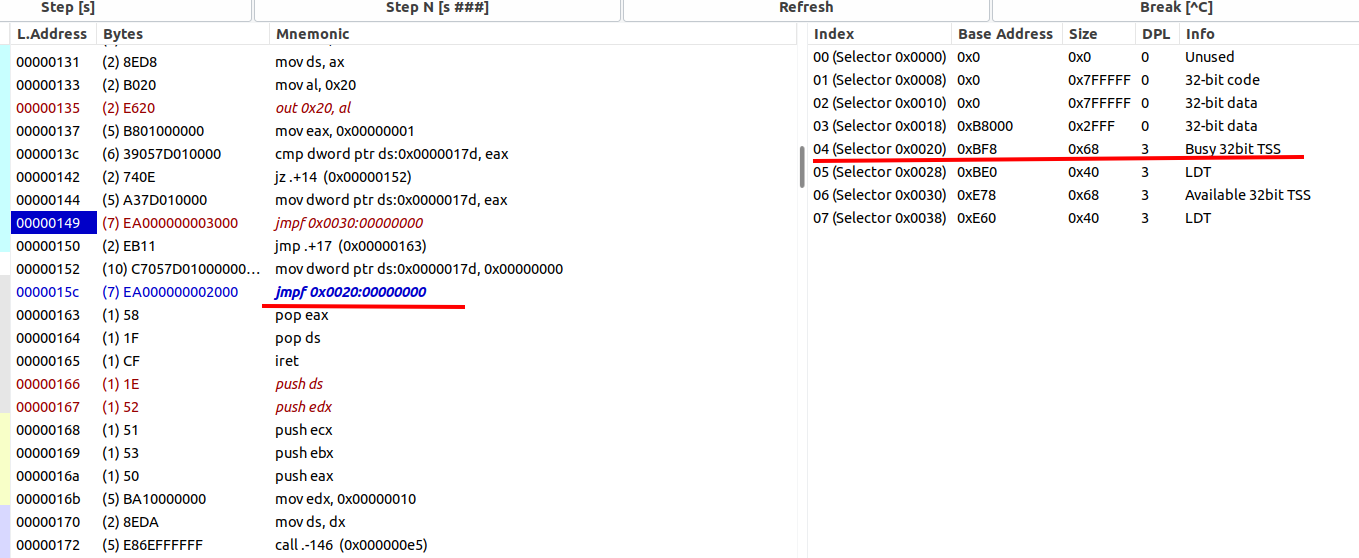 Step [s] Step N [s ###] Refresh Break [^C]
L.Address Bytes Mnemonic
00000131 (2) 8ED8 mov ds, ax
00000133 (2) B020 mov al, 0x20
00000135 (2) E620 out 0x20, al
00000137 (5) B801000000 mov eax, 0x00000001
0000013c (6) 39057D010000 cmp dword ptr ds:0x0000017d, eax
00000142 (2) 740E jz .+14 (0x00000152)
00000144 (5) A37D010000 mov dword ptr ds:0x0000017d, eax
00000149 (7) EA000000003000 jmpf 0x0030:00000000
00000150 (2) EB11 jmp .+17 (0x00000163)
00000152 (10) C7057D01000000... mov dword ptr ds:0x0000017d, 0x00000000
0000015c (7) EA000000002000 jmpf 0x0020:00000000
00000163 (1) 58 pop eax
00000164 (1) 1F pop ds
00000165 (1) CF iret
00000166 (1) 1E push ds
00000167 (1) 52 push edx
00000168 (1) 51 push ecx
00000169 (1) 53 push ebx
0000016a (1) 50 push eax
0000016b (5) BA10000000 mov edx, 0x00000010
00000170 (2) 8EDA mov ds, dx
00000172 (5) E86EFFFFFF call .-146 (0x000000e5)
Index Base Address Size DPL Info
00 (Selector 0x0000) 0x0 0x0 0 Unused
01 (Selector 0x0008) 0x0 0x7FFFFF 0 32-bit code
02 (Selector 0x0010) 0x0 0x7FFFFF 0 32-bit data
03 (Selector 0x0018) 0xB8000 0x2FFF 0 32-bit data
04 (Selector 0x0020) 0xBF8 0x68 3 Busy 32bit TSS
05 (Selector 0x0028) 0xBE0 0x40 3 LDT
06 (Selector 0x0030) 0xE78 0x68 3 Available 32bit TSS
07 (Selector 0x0038) 0xE60 0x40 3 LDT